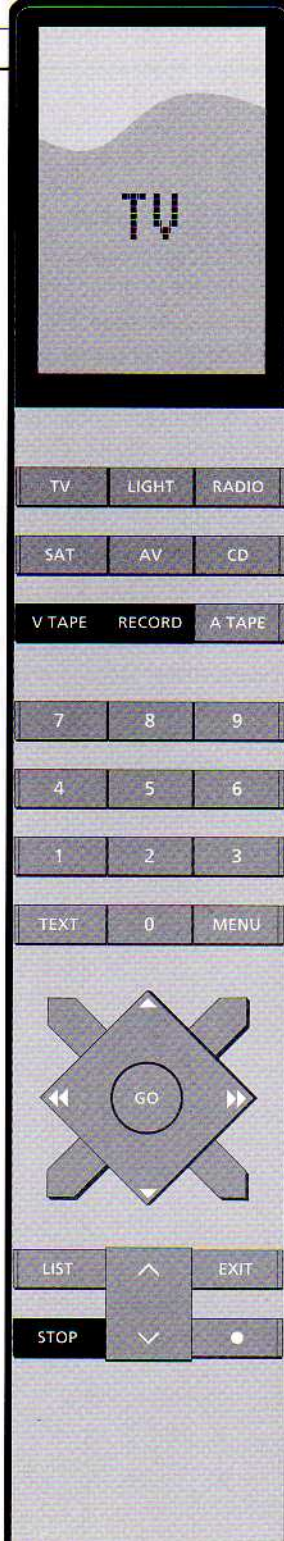 TV
TV LIGHT RADIO
SAT AV CD
V TAPE RECORD A TAPE
7 8 9
4 5 6
1 2 3
TEXT 0 MENU
GO
LIST EXIT
STOP